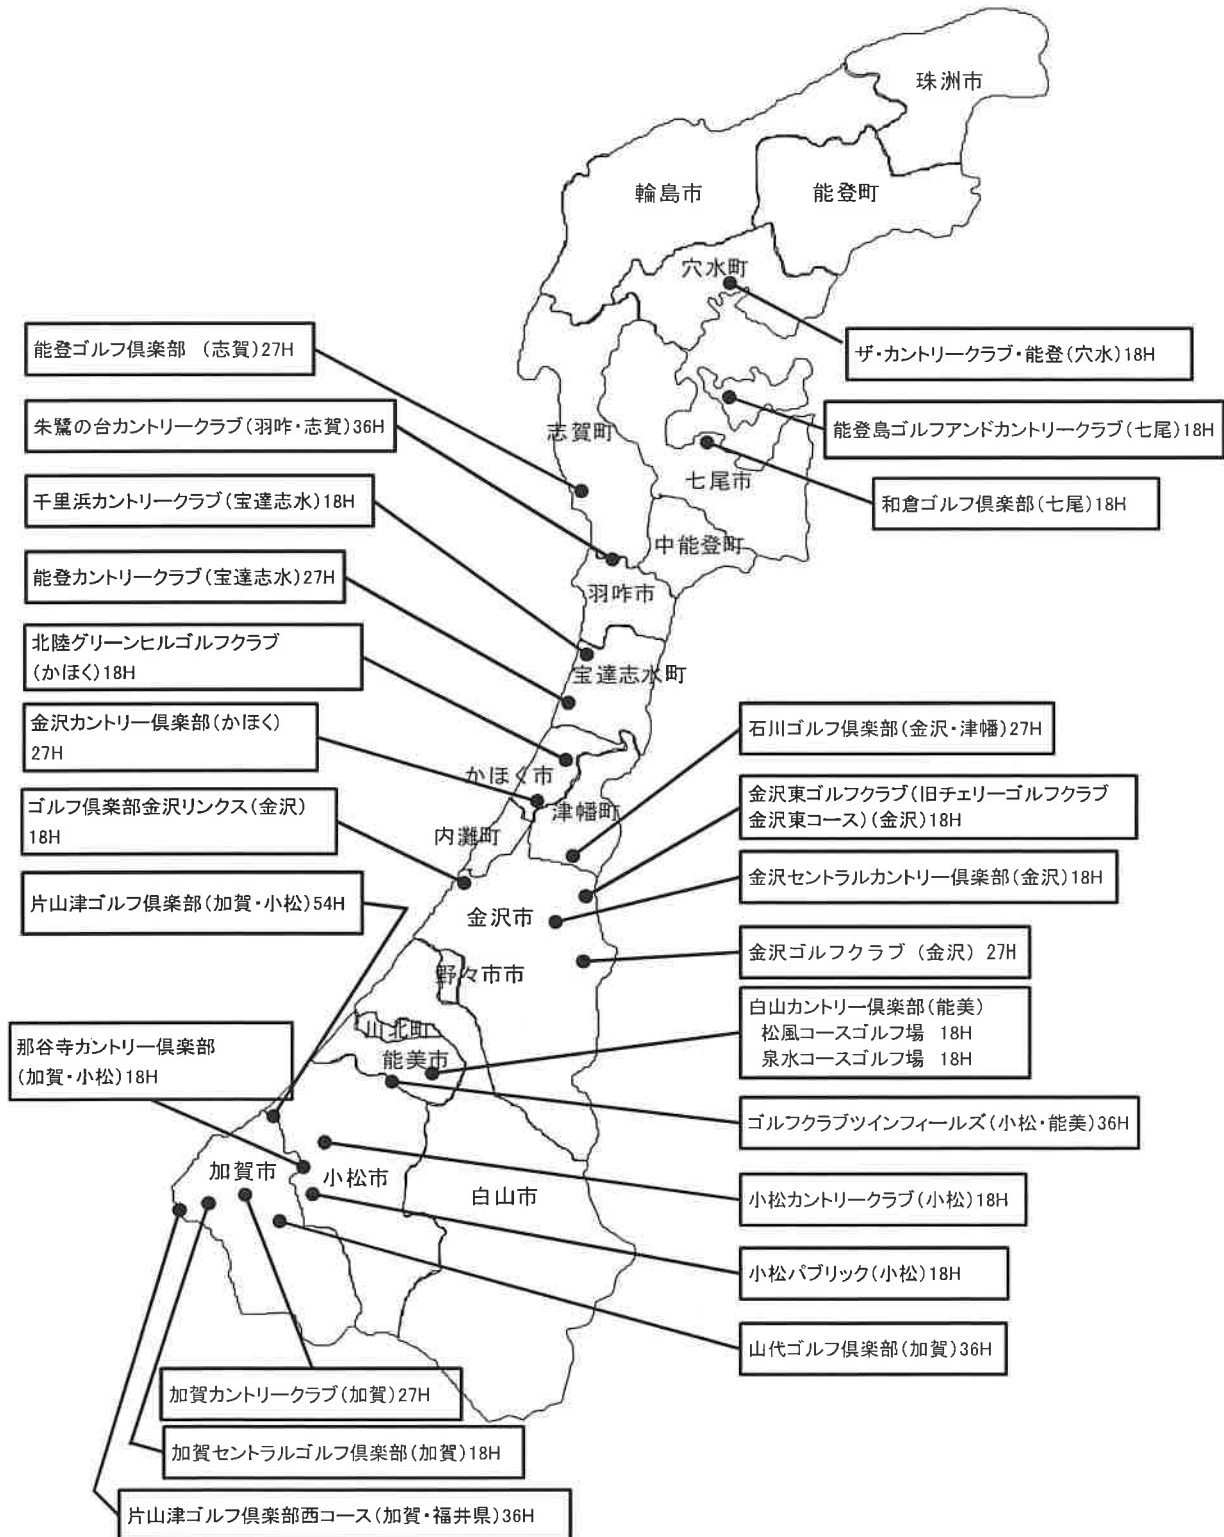 珠洲市
輪島市
能登町
穴水町
能登ゴルフ倶楽部　(志賀)27H
ザ・カントリークラブ・能登(穴水)18H
朱鷺の台カントリークラブ(羽咋・志賀)36H
能登島ゴルフアンドカントリークラブ(七尾)18H
志賀町
七尾市
千里浜カントリークラブ(宝達志水)18H
和倉ゴルフ倶楽部(七尾)18H
中能登町
能登カントリークラブ(宝達志水)27H
羽咋市
北陸グリーンヒルゴルフクラブ
(かほく)18H
宝達志水町
金沢カントリー倶楽部(かほく)
27H
石川ゴルフ倶楽部(金沢・津幡)27H
かほく市
津幡町
ゴルフ倶楽部金沢リンクス(金沢)
18H
金沢東ゴルフクラブ(旧チェリーゴルフクラブ
金沢東コース)(金沢)18H
内灘町
金沢セントラルカントリー倶楽部(金沢)18H
片山津ゴルフ倶楽部(加賀・小松)54H
金沢市
金沢ゴルフクラブ (金沢) 27H
野々市市
白山カントリー倶楽部(能美)
松風コースゴルフ場 18H
泉水コースゴルフ場 18H
川北町
能美市
那谷寺カントリー倶楽部
(加賀・小松)18H
ゴルフクラブツインフィールズ(小松・能美)36H
加賀市
小松市
白山市
小松カントリークラブ(小松)18H
小松パブリック(小松)18H
山代ゴルフ倶楽部(加賀)36H
加賀カントリークラブ(加賀)27H
加賀セントラルゴルフ倶楽部(加賀)18H
片山津ゴルフ倶楽部西コース(加賀・福井県)36H